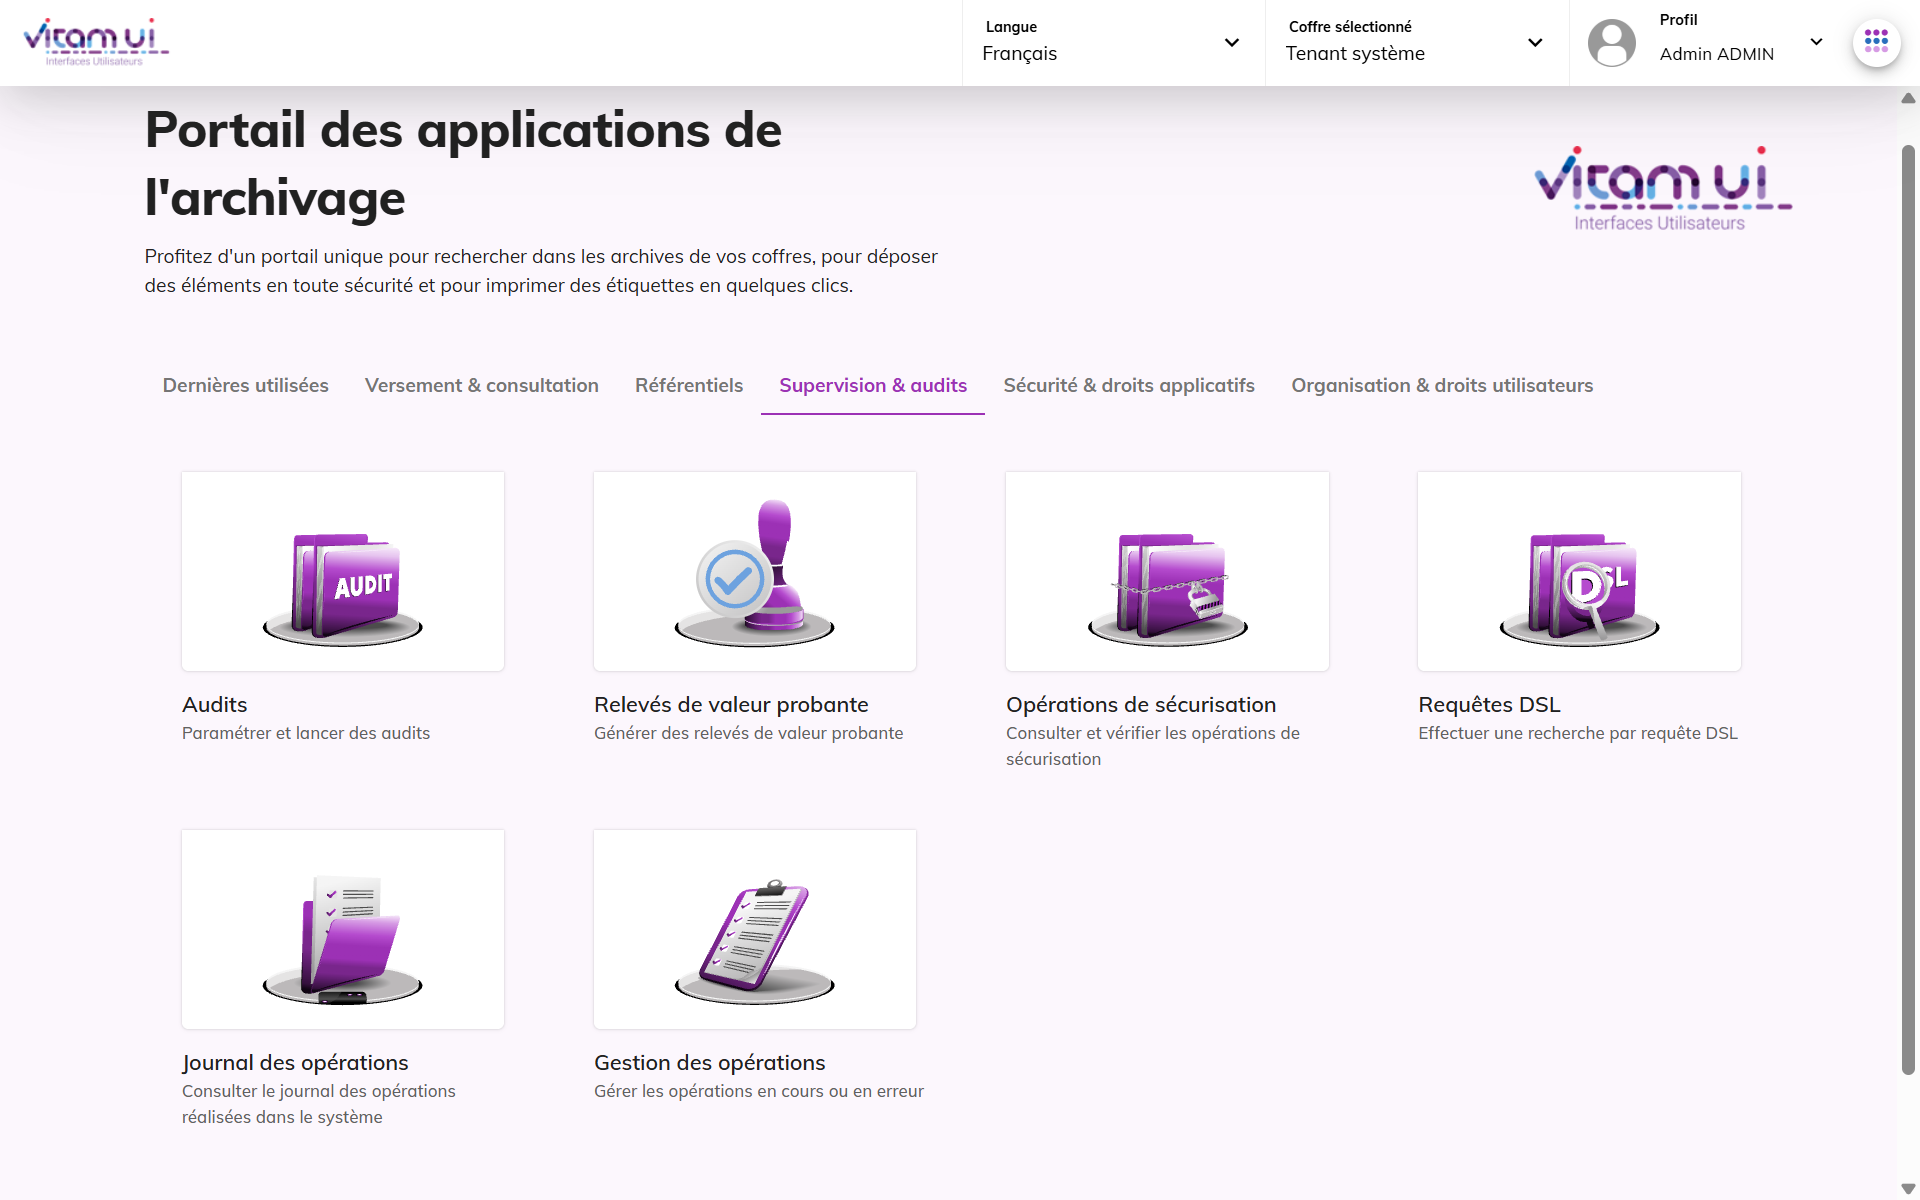 vitam ui
Interfaces Utilisateurs
Langue
Français
Coffre sélectionné
Tenant système
Profil
Admin ADMIN
Portail des applications de
l'archivage
Profitez d'un portail unique pour rechercher dans les archives de vos coffres, pour déposer
des éléments en toute sécurité et pour imprimer des étiquettes en quelques clics.
vitam ui
Interfaces Utilisateurs
Dernières utilisées
Versement & consultation
Référentiels
Supervision & audits
Sécurité & droits applicatifs
Organisation & droits utilisateurs
AUDIT
DSL
Audits
Paramétrer et lancer des audits
Relevés de valeur probante
Générer des relevés de valeur probante
Opérations de sécurisation
Consulter et vérifier les opérations de
sécurisation
Requêtes DSL
Effectuer une recherche par requête DSL
Journal des opérations
Consulter le journal des opérations
réalisées dans le système
Gestion des opérations
Gérer les opérations en cours ou en erreur